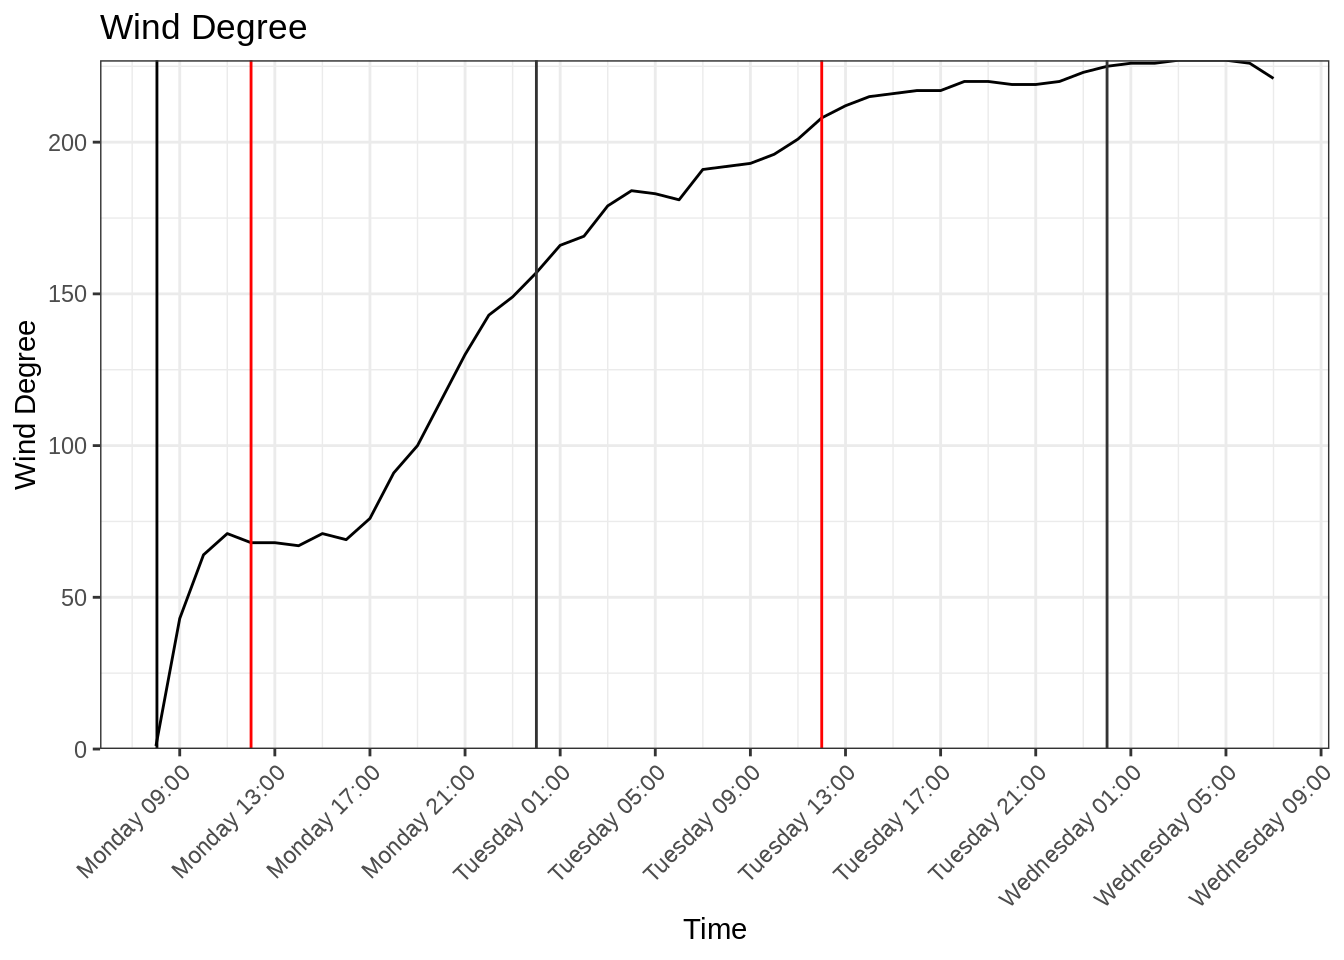 Wind Degree
Wind Degree
200
150
100
50
0
Monday 09:00
Monday 13:00
Monday 17:00
Monday 21:00
Tuesday 01:00
Tuesday 05:00
Tuesday 09:00
Tuesday 13:00
Tuesday 17:00
Tuesday 21:00
Wednesday 01:00
Wednesday 05:00
Wednesday 09:00
Time